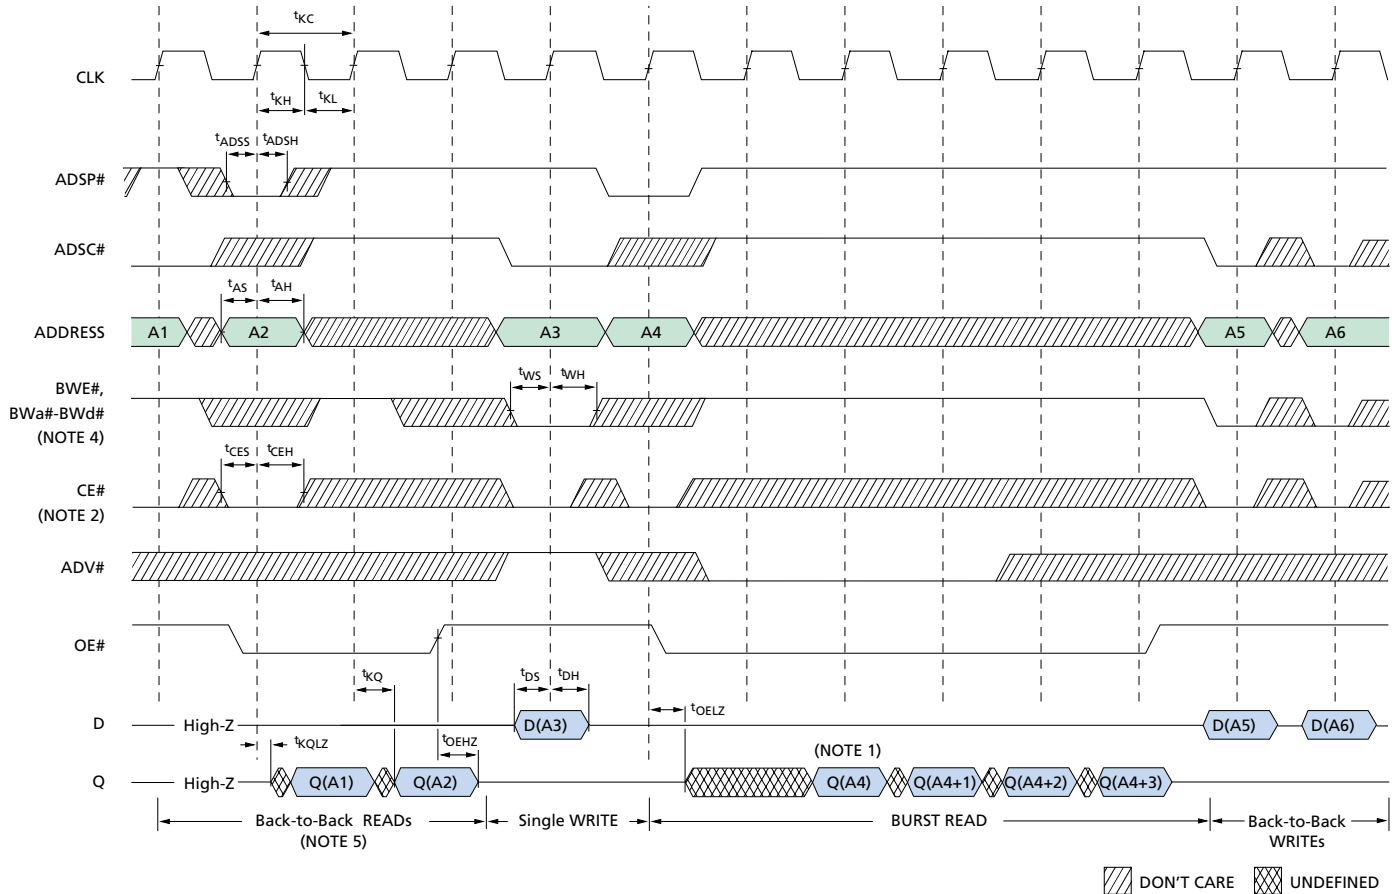 tKC
CLK
tKH
tKL
tADSS
tADSH
ADSP#
ADSC#
tAS
tAH
ADDRESS
A1
A2
A3
A4
A5
A6
BWE#,
BWa#-BWd#
(NOTE 4)
tWS
tWH
tCES
tCEH
CE#
(NOTE 2)
ADV#
OE#
tKQ
tDS
tDH
tOELZ
D
High-Z
D(A3)
D(A5)
D(A6)
tKQLZ
tOEHZ
(NOTE 1)
Q
High-Z
Q(A1)
Q(A2)
Q(A4)
Q(A4+1)
Q(A4+2)
Q(A4+3)
Back-to-Back READs
(NOTE 5)
Single WRITE
BURST READ
Back-to-Back
WRITEs
DON'T CARE
UNDEFINED